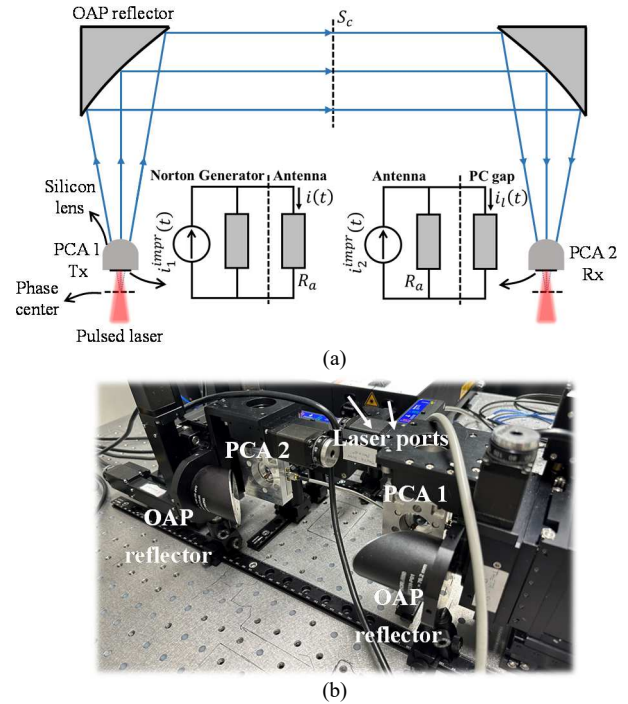 OAP reflector
$S_c$
Silicon
lens
PCA 1
Tx
Phase
center
Pulsed laser
Norton Generator
Antenna
$i_1^{impr}(t)$
$i(t)$
$R_a$
Antenna
PC gap
$i_2^{impr}(t)$
$i_l(t)$
$R_a$
PCA 2
Rx
(a)
PCA 2
Laser ports
PCA 1
OAP
reflector
OAP
reflector
(b)